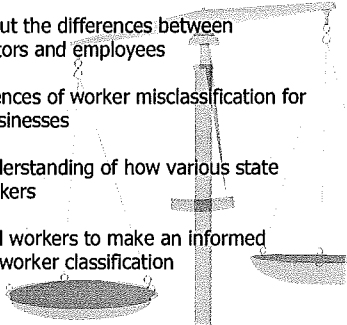 ut the differences between
tors and employees
ences of worker misclassification for
sinesses
derstanding of how various state
kers
l workers to make an informed
worker classification